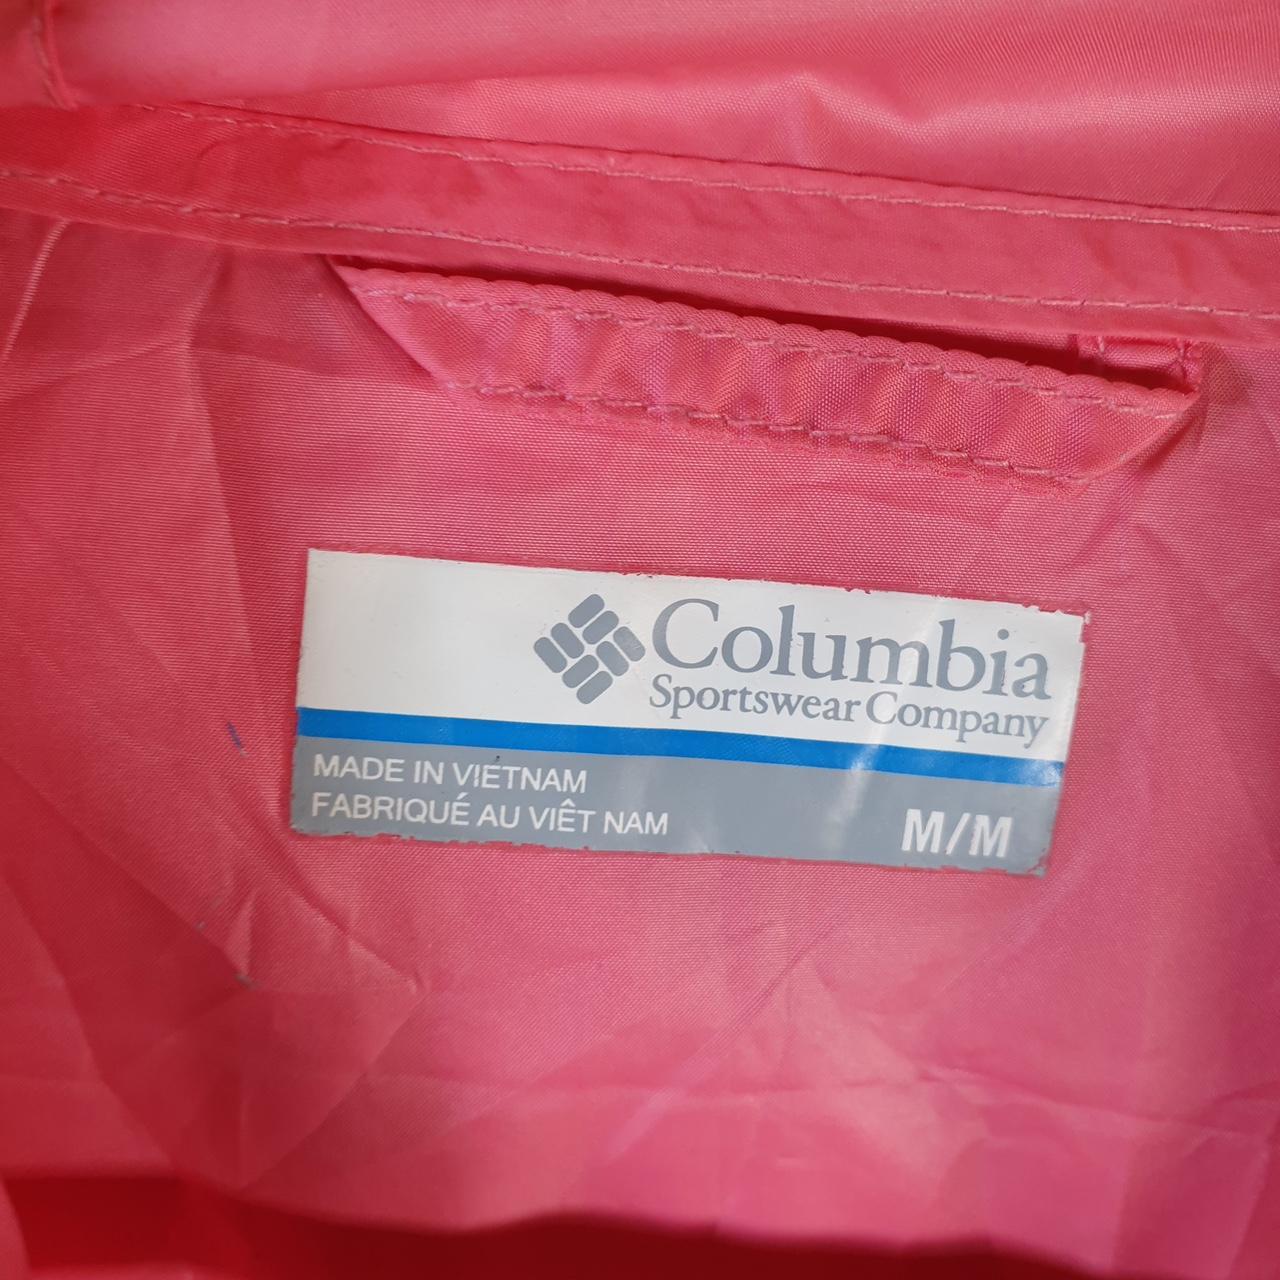 Columbia
Sportswear Company
MADE IN VIETNAM
FABRIQUÉ AU VIÊT NAM
M/M